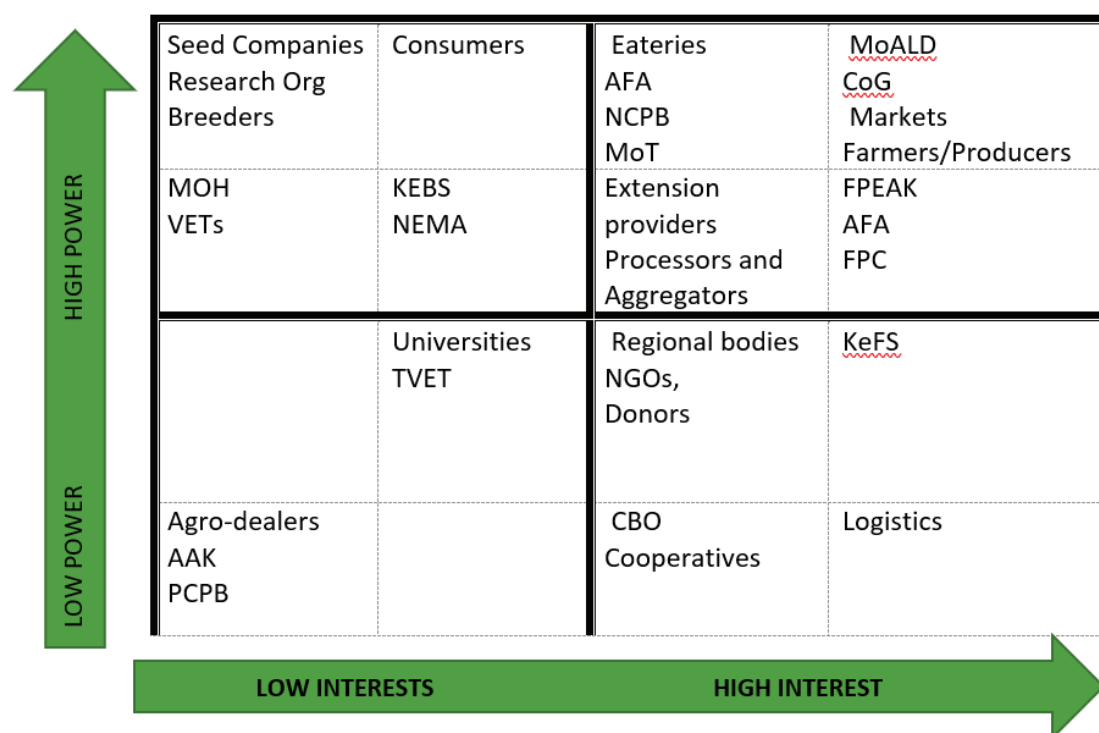 HIGH POWER
LOW POWER
Seed Companies
Research Org
Breeders
Consumers
Eateries
AFA
NCPB
MoT
MoALD
CoG
Markets
Farmers/Producers
MOH
VETs
KEBS
NEMA
Extension
providers
Processors and
Aggregators
FPEAK
AFA
FPC
Universities
TVET
Regional bodies
NGOs,
Donors
KeFS
Agro-dealers
AAK
PCPB
CBO
Cooperatives
Logistics
LOW INTERESTS
HIGH INTEREST